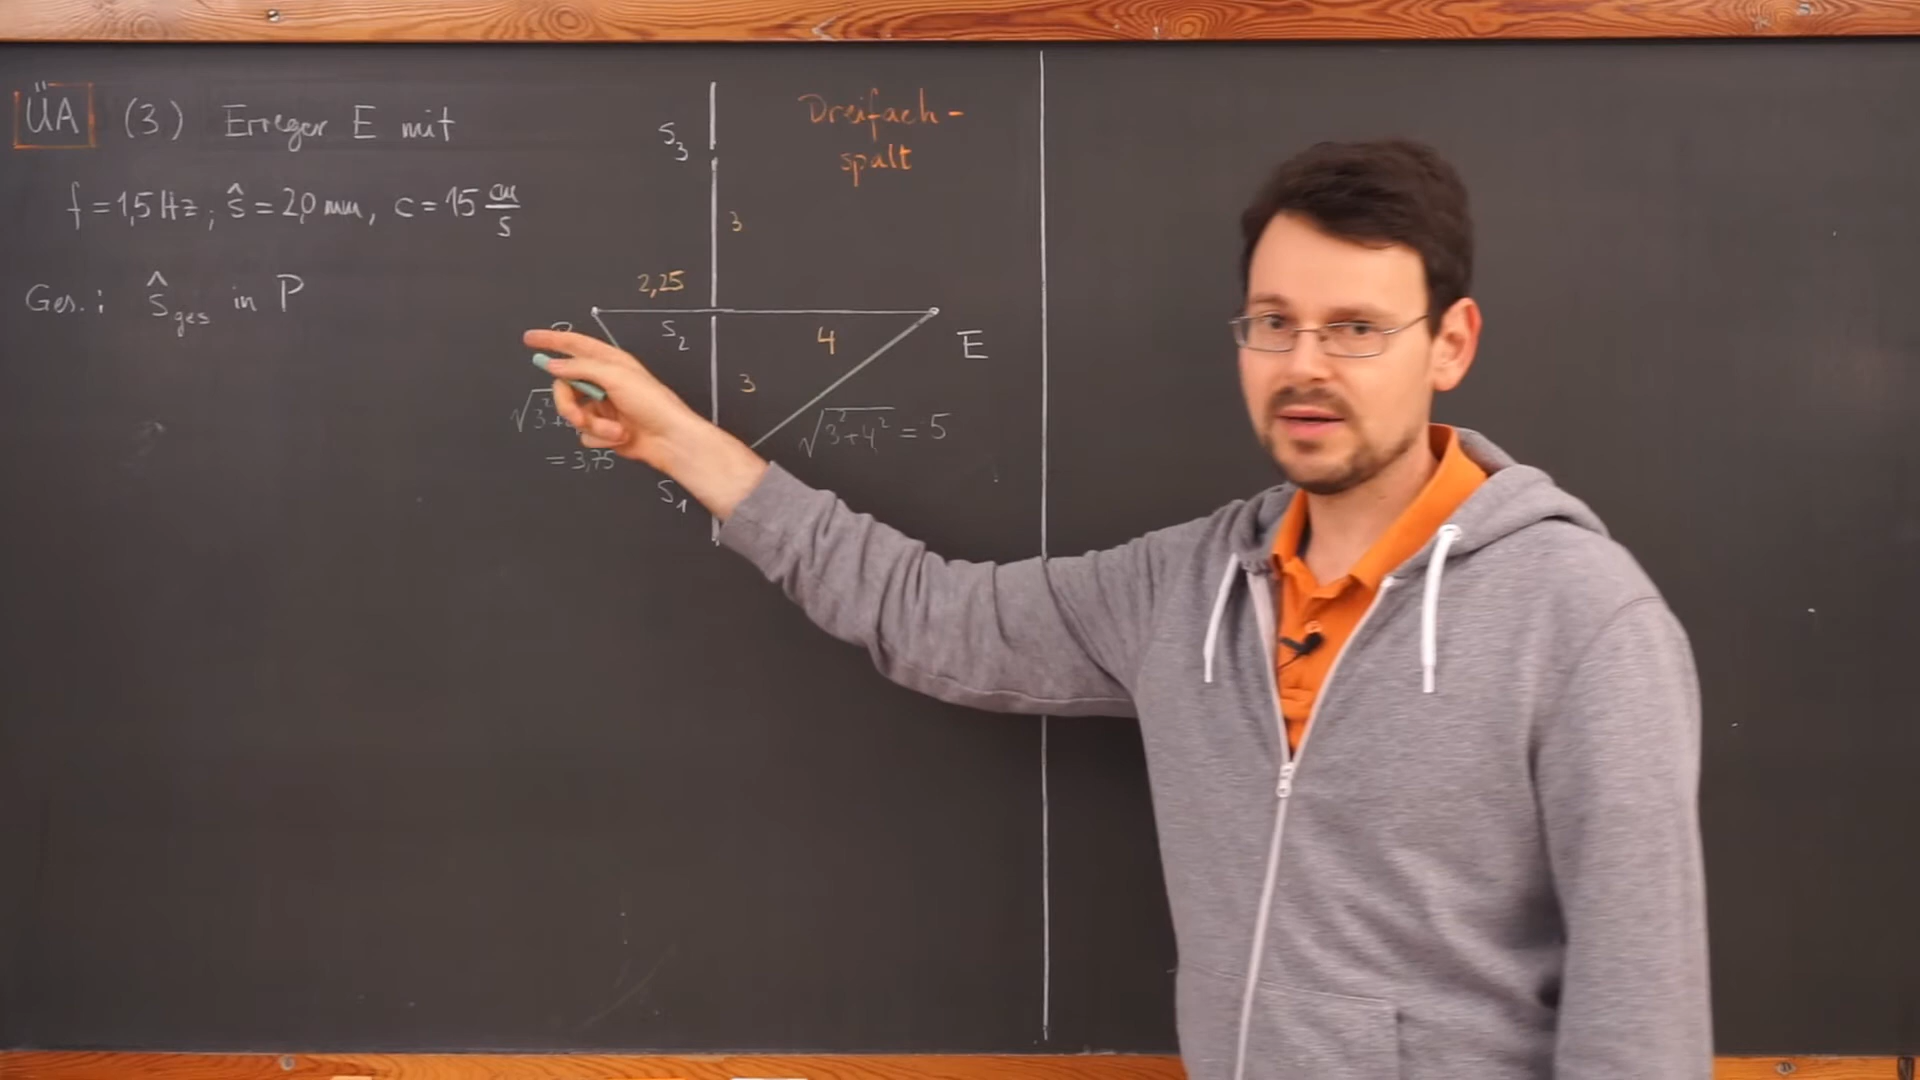 ÜA (3) Erreger E mit
f = 1,5 Hz; ŝ = 2,0 mm, c = 15 cm/s
Ges.: ŝges in P
Dreifach-
spalt
S3
3
2,25
S2
4
E
3
√3²+4² = 5
= 3,75
S1